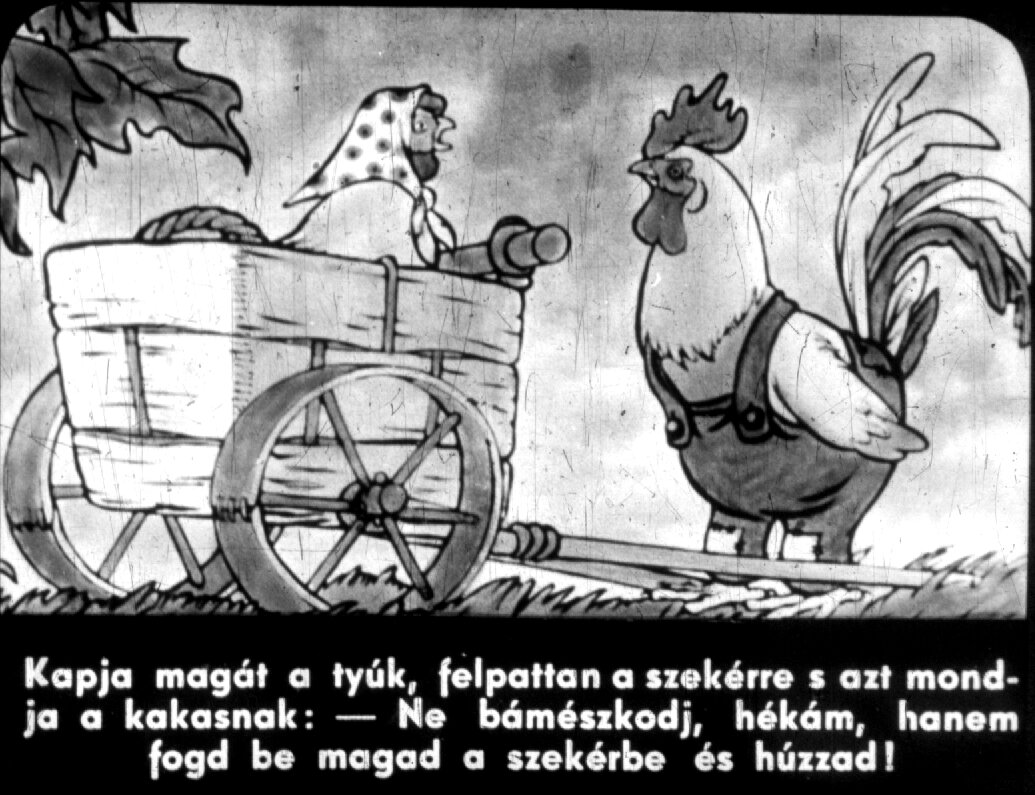 Kapja magát a tyúk, felpattan a szekérre s azt mond-
ja a kakasnak: — Ne bámészkodj, hékám, hanem
fogd be magad a szekérbe és húzzad!